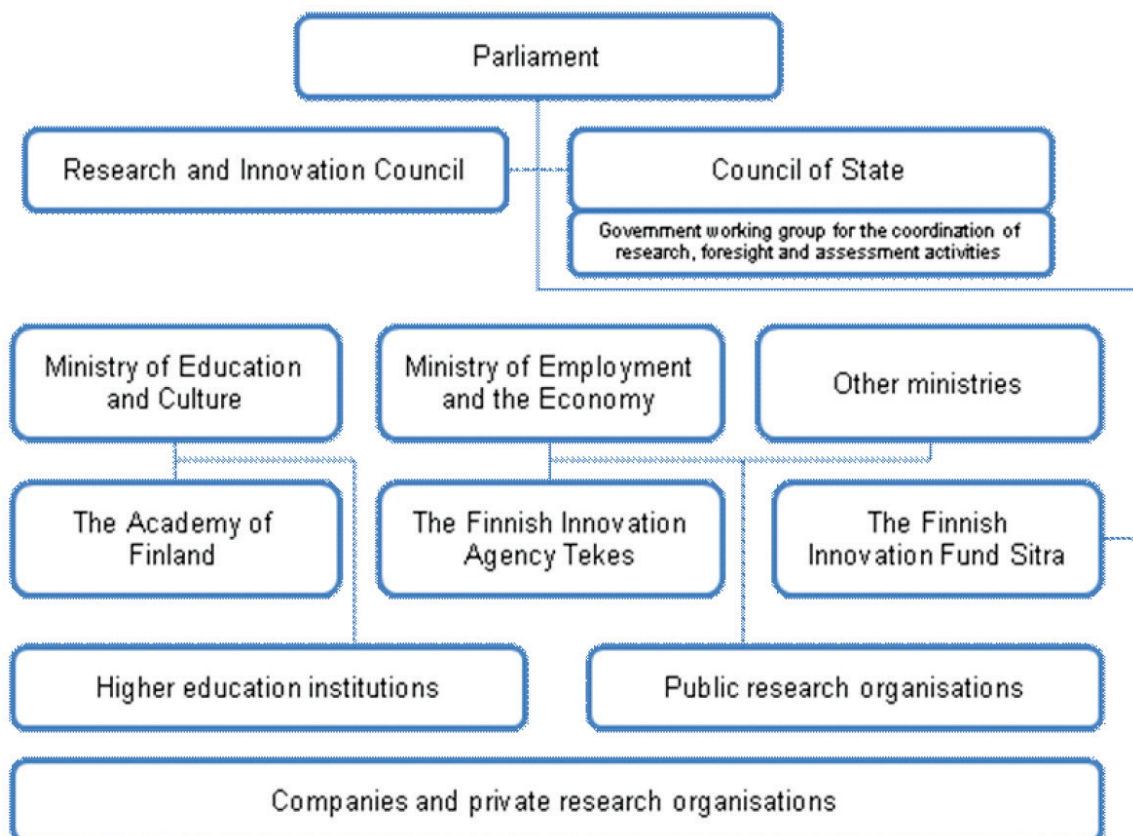 Parliament
Research and Innovation Council
Council of State
Government working group for the coordination of
research, foresight and assessment activities
Ministry of Education
and Culture
Ministry of Employment
and the Economy
Other ministries
The Academy of
Finland
The Finnish Innovation
Agency Tekes
The Finnish
Innovation Fund Sitra
Higher education institutions
Public research organisations
Companies and private research organisations